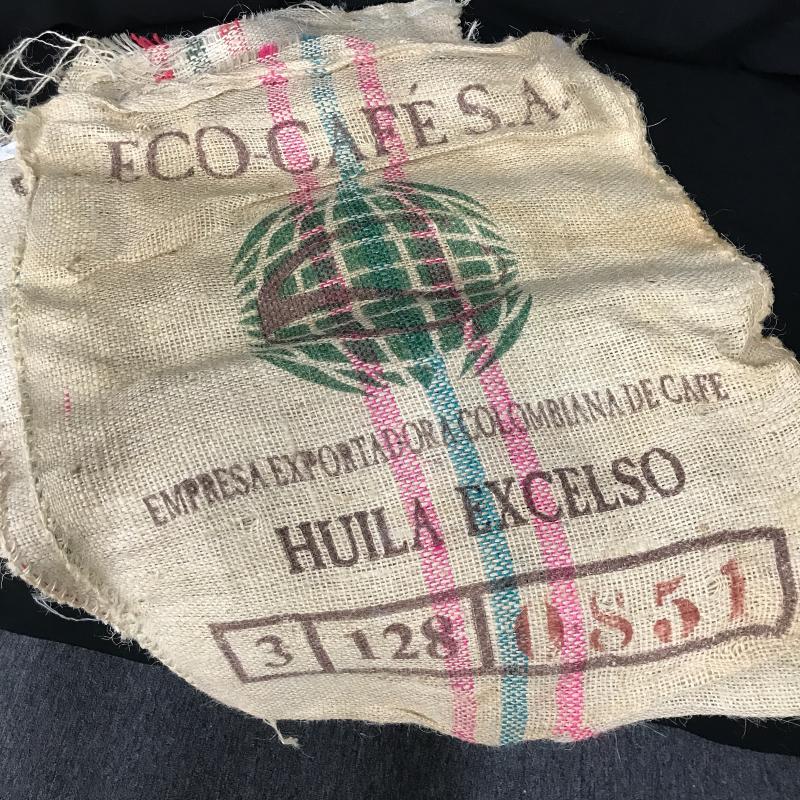 ECO-CAFÉ S.A.
EMPRESA EXPORTADORA COLOMBIANA DE CAFE
HUILA EXCELSO
3 128 0851